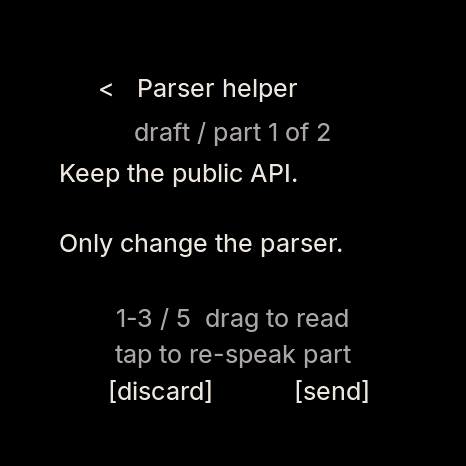 < Parser helper
draft / part 1 of 2
Keep the public API.
Only change the parser.
1-3 / 5 drag to read
tap to re-speak part
[discard] [send]